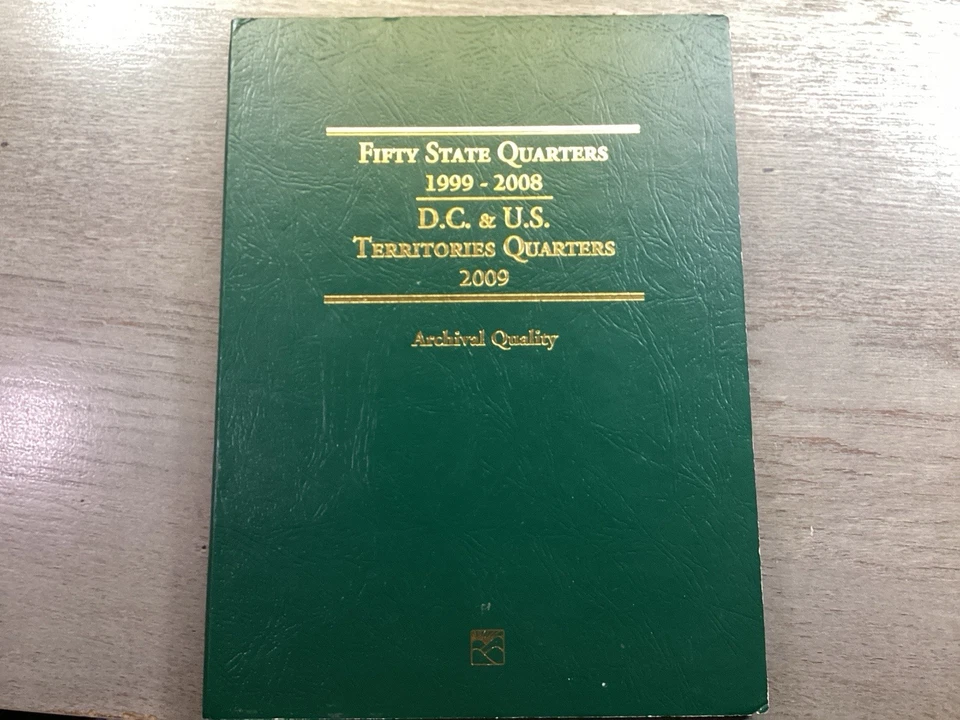 Fifty State Quarters
1999 - 2008
D.C. & U.S.
Territories Quarters
2009
Archival Quality